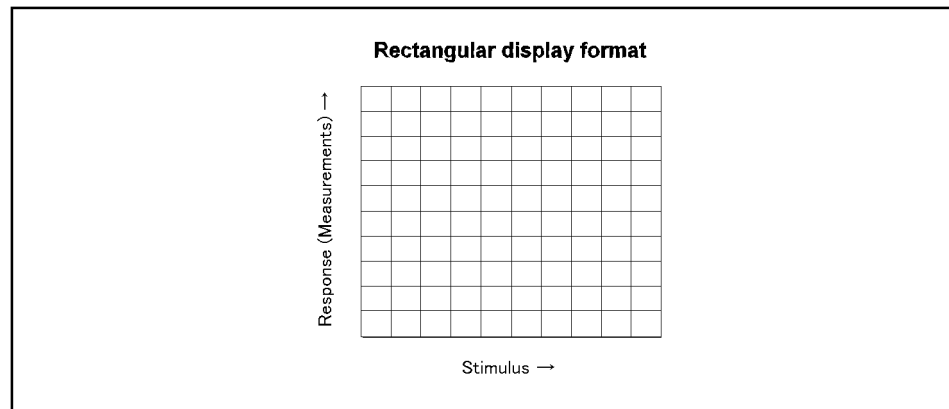 Rectangular display format
Response (Measurements) →
Stimulus →